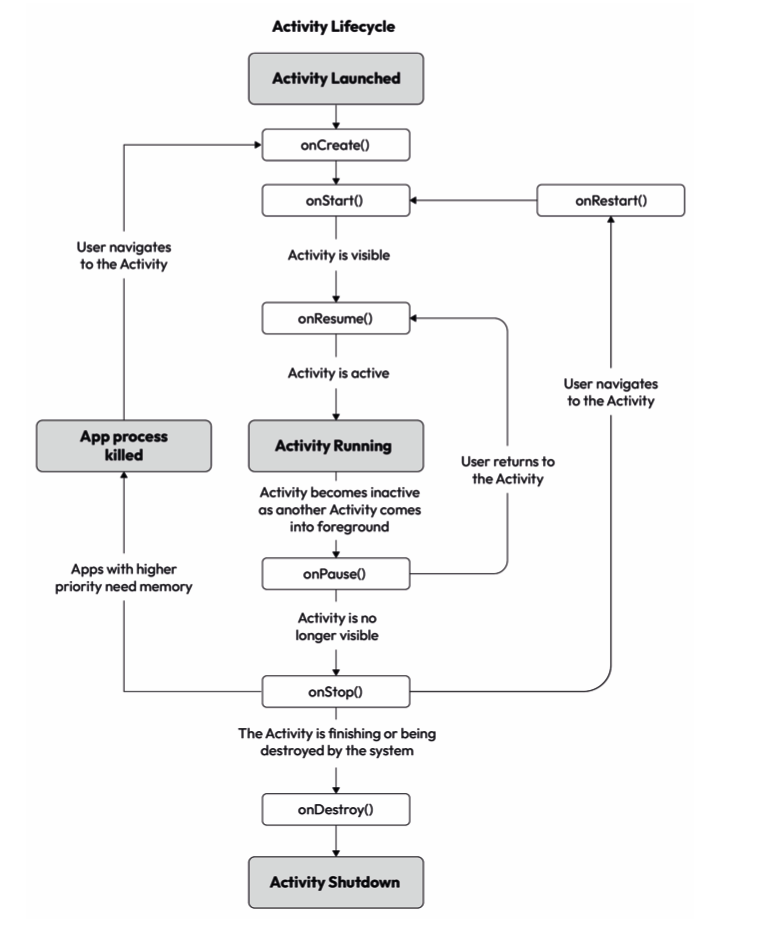 Activity Lifecycle
Activity Launched
onCreate()
onStart()
onRestart()
User navigates
to the Activity
Activity is visible
onResume()
Activity is active
User navigates
to the Activity
App process
killed
Activity Running
User returns to
the Activity
Activity becomes inactive
as another Activity comes
into foreground
onPause()
Apps with higher
priority need memory
Activity is no
longer visible
onStop()
The Activity is finishing or being
destroyed by the system
onDestroy()
Activity Shutdown